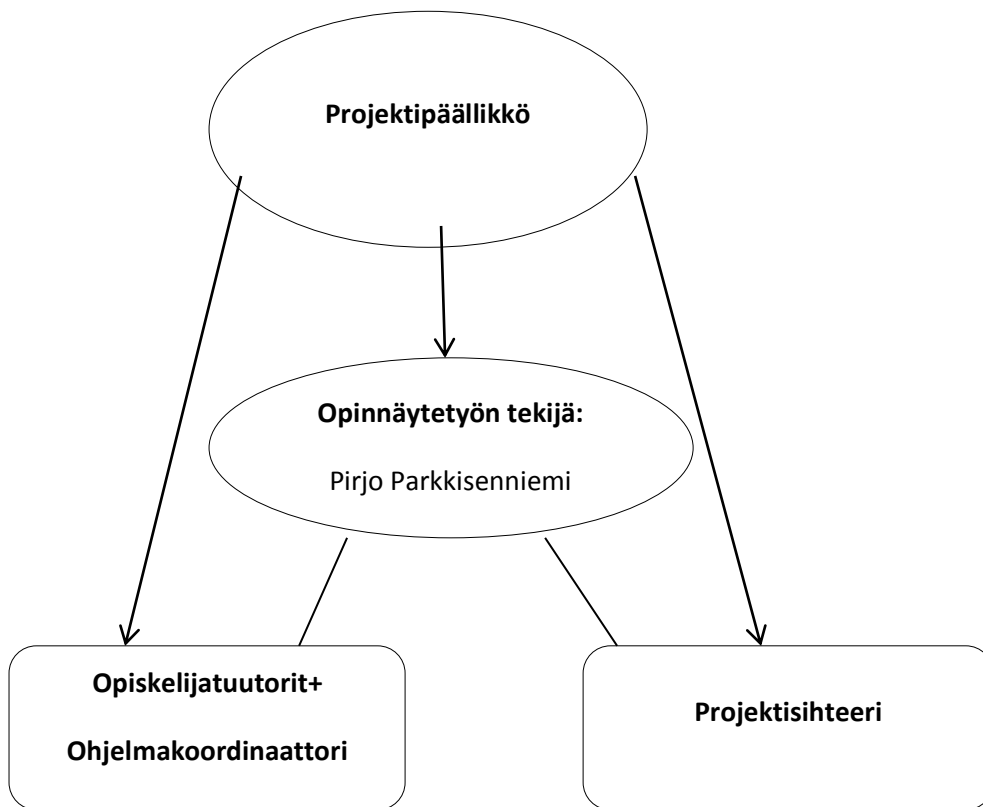 Projektipäällikkö
Opinnäytetyön tekijä:
Pirjo Parkkisenniemi
Opiskelijatuutorit+
Ohjelmakoordinaattori
Projektisihteeri